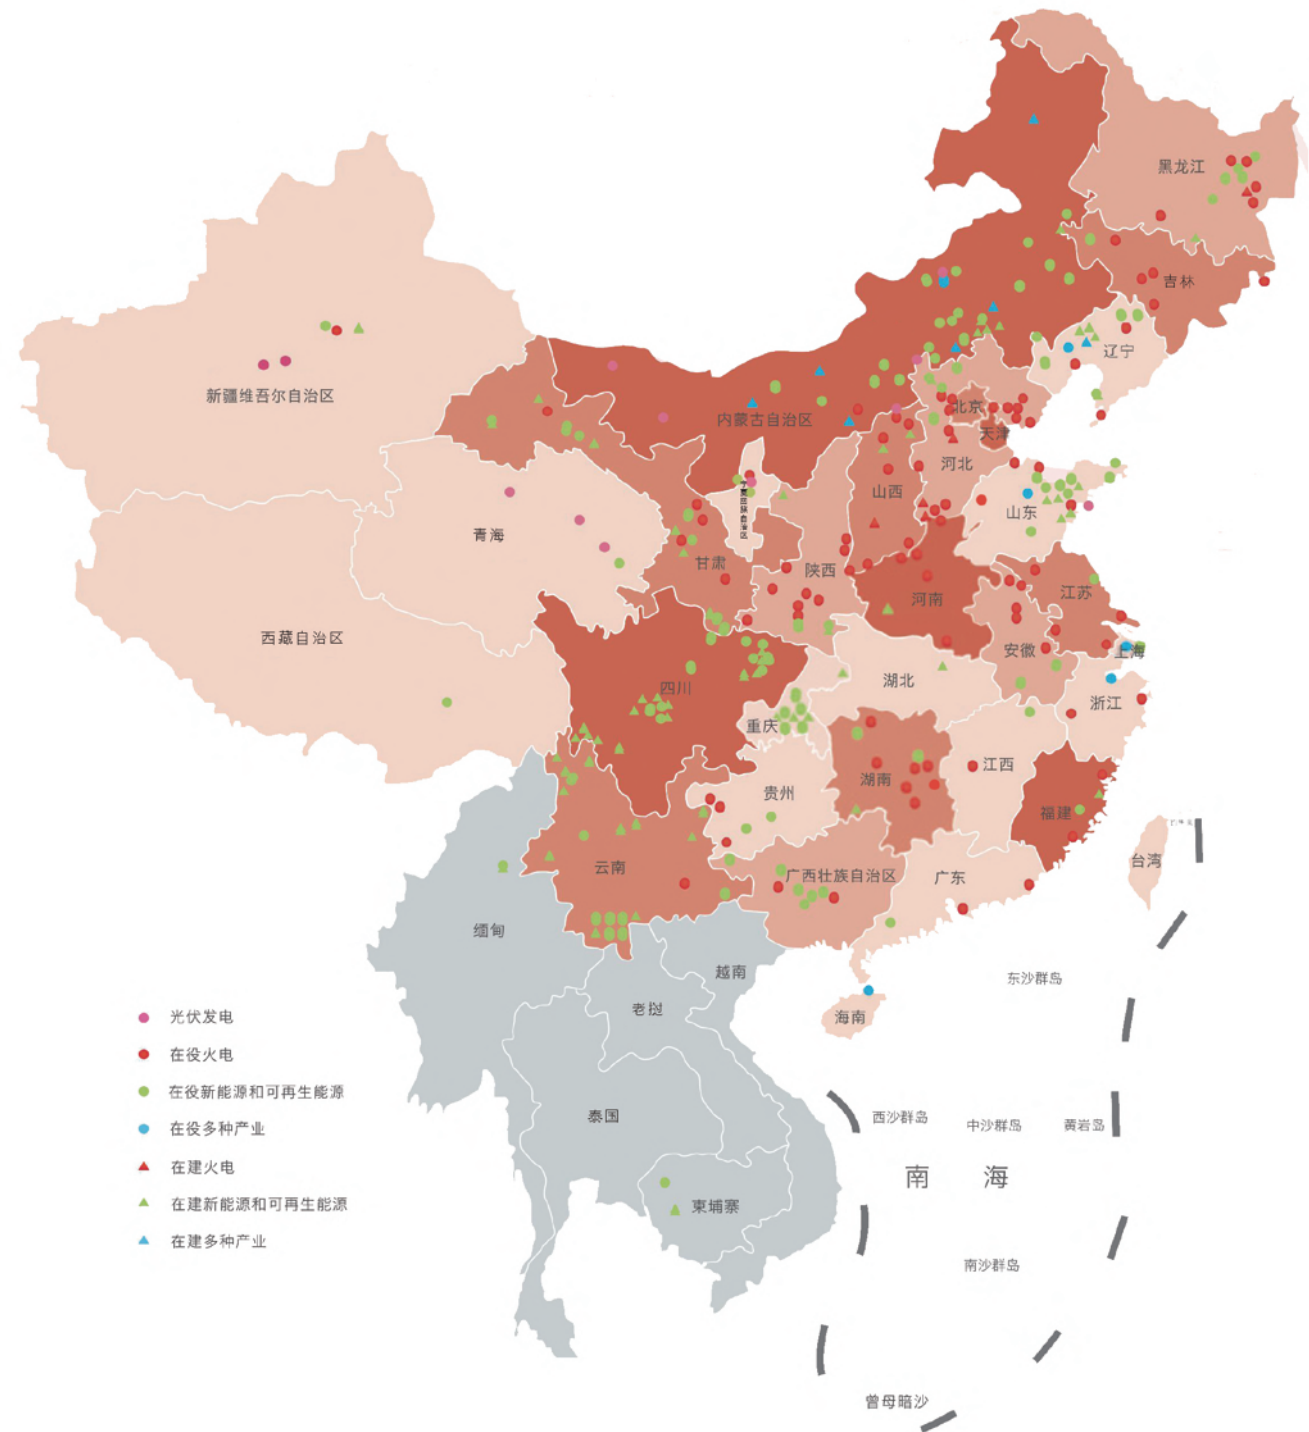 黑龙江
吉林
辽宁
新疆维吾尔自治区
内蒙古自治区
北京
天津
河北
山西
宁夏回族自治区
山东
青海
甘肃
陕西
河南
江苏
西藏自治区
安徽
上海
四川
湖北
浙江
重庆
江西
湖南
贵州
福建
台湾
云南
广西壮族自治区
广东
缅甸
越南
东沙群岛
老挝
海南
光伏发电
在役火电
在役新能源和可再生能源
泰国
西沙群岛
中沙群岛
黄岩岛
在役多种产业
在建火电
南 海
在建新能源和可再生能源
柬埔寨
在建多种产业
南沙群岛
曾母暗沙